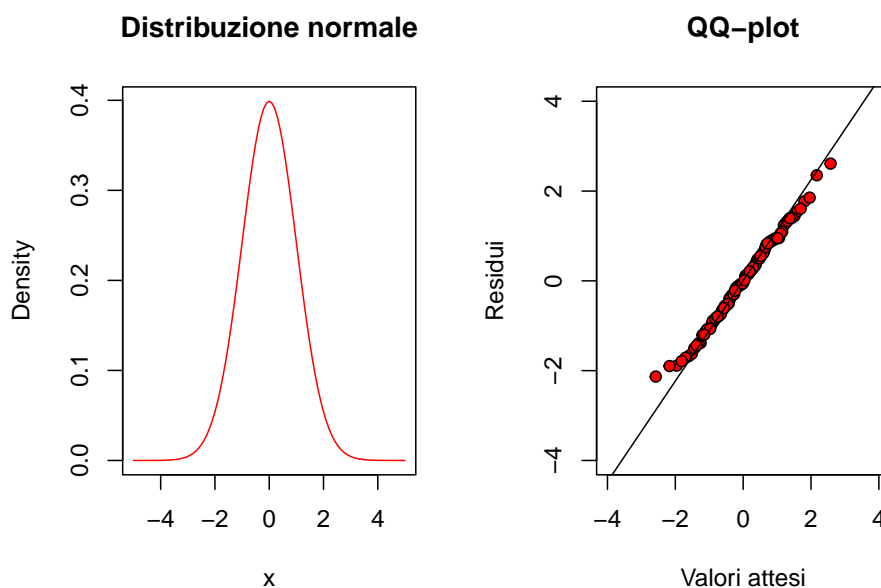 Distribuzione normale
0.4
0.3
0.2
0.1
0.0
Density
−4 −2 0 2 4
x
QQ−plot
4
2
0
−2
−4
Residui
−4 −2 0 2 4
Valori attesi